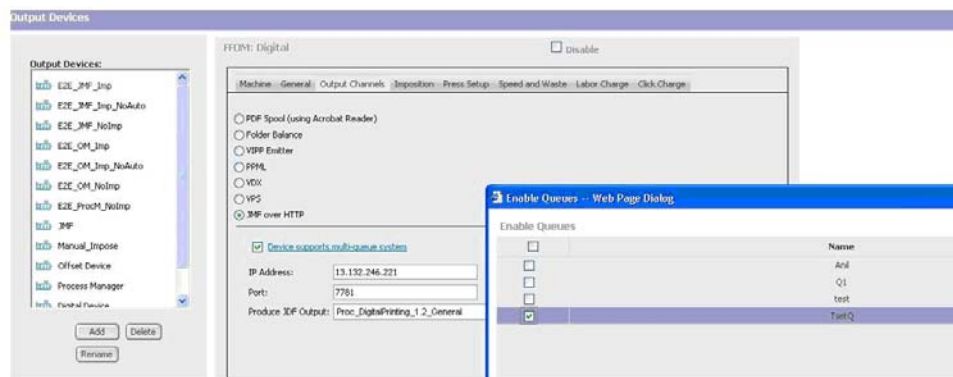 Output Devices
Output Devices:
E2E_JMF_Imp
E2E_JMF_Imp_NoAuto
E2E_JMF_NoImp
E2E_OM_Imp
E2E_OM_Imp_NoAuto
E2E_OM_NoImp
E2E_ProcM_NoImp
JMF
Manual_Impose
Offset Device
Process Manager
Digital Device
Add Delete
Rename
FFOM: Digital
Disable
Machine General Output Channels Imposition Press Setup Speed and Waste Labor Charge Click Charge
PDF Spool (using Acrobat Reader)
Folder Balance
VIPP Emitter
PPML
VDX
VPS
JMF over HTTP
Device supports multi-queue system
IP Address: 13.132.246.221
Port: 7781
Produce JDF Output: Proc_DigitalPrinting_1.2_General
Enable Queues -- Web Page Dialog
Enable Queues
Name
Anil
Q1
test
TsetQ